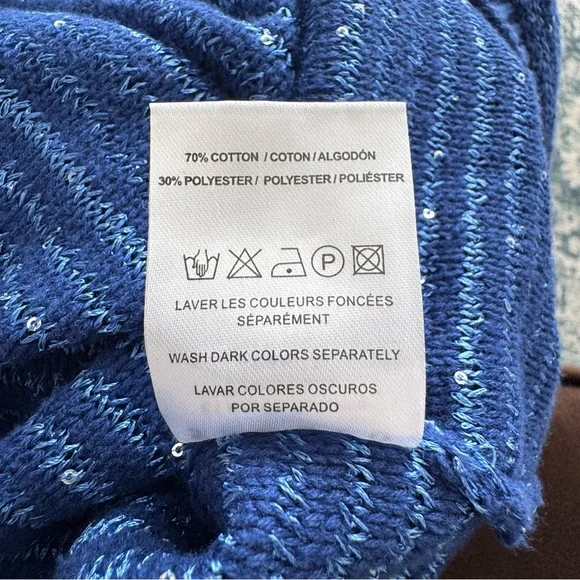 70% COTTON / COTON/ALGODÓN
30% POLYESTER / POLYESTER / POLIÉSTER
P
LAVER LES COULEURS FONCÉES
SÉPARÉMENT
WASH DARK COLORS SEPARATELY
LAVAR COLORES OSCUROS
POR SEPARADO